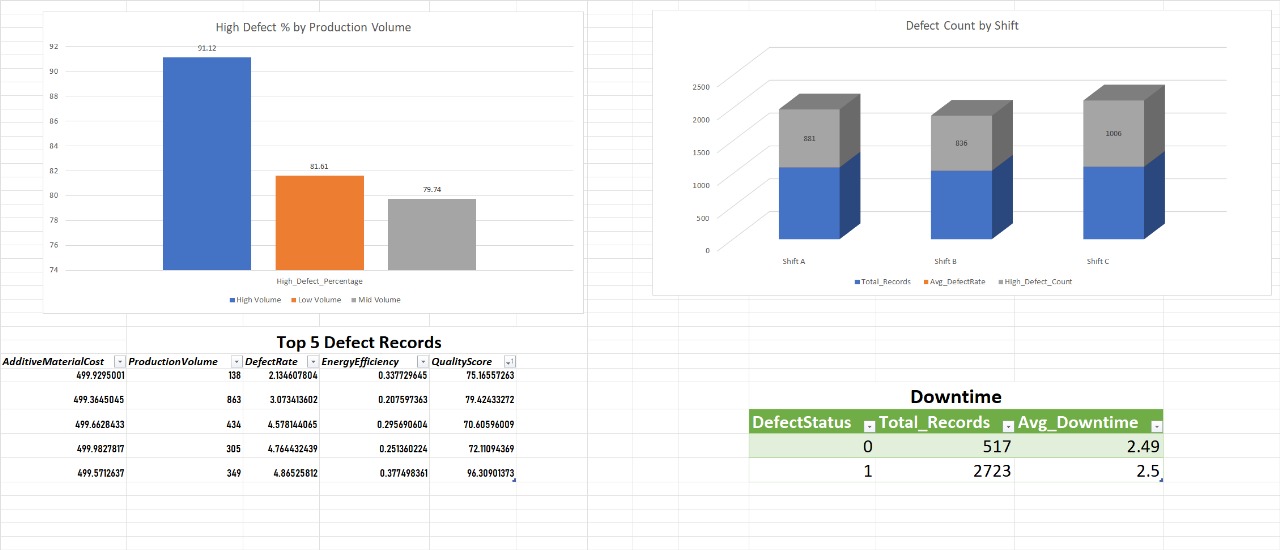 High Defect % by Production Volume
92
90
88
86
84
82
80
78
76
74
91.12
81.61
79.74
High_Defect_Percentage
High Volume Low Volume Mid Volume
Defect Count by Shift
2500
2000
1500
1000
500
0
881
836
1006
Shift A Shift B Shift C
Total_Records Avg_DefectRate High_Defect_Count
Top 5 Defect Records
AdditiveMaterialCost ProductionVolume DefectRate EnergyEfficiency QualityScore
499.9295001 138 2.134607804 0.337729645 75.16557263
499.3645045 863 3.073413602 0.207597363 79.42433272
499.6628433 434 4.578144065 0.295690604 70.60596009
499.9827817 305 4.764432439 0.251360224 72.11094369
499.5712637 349 4.86525812 0.377498361 96.30901373
Downtime
DefectStatus Total_Records Avg_Downtime
0 517 2.49
1 2723 2.5